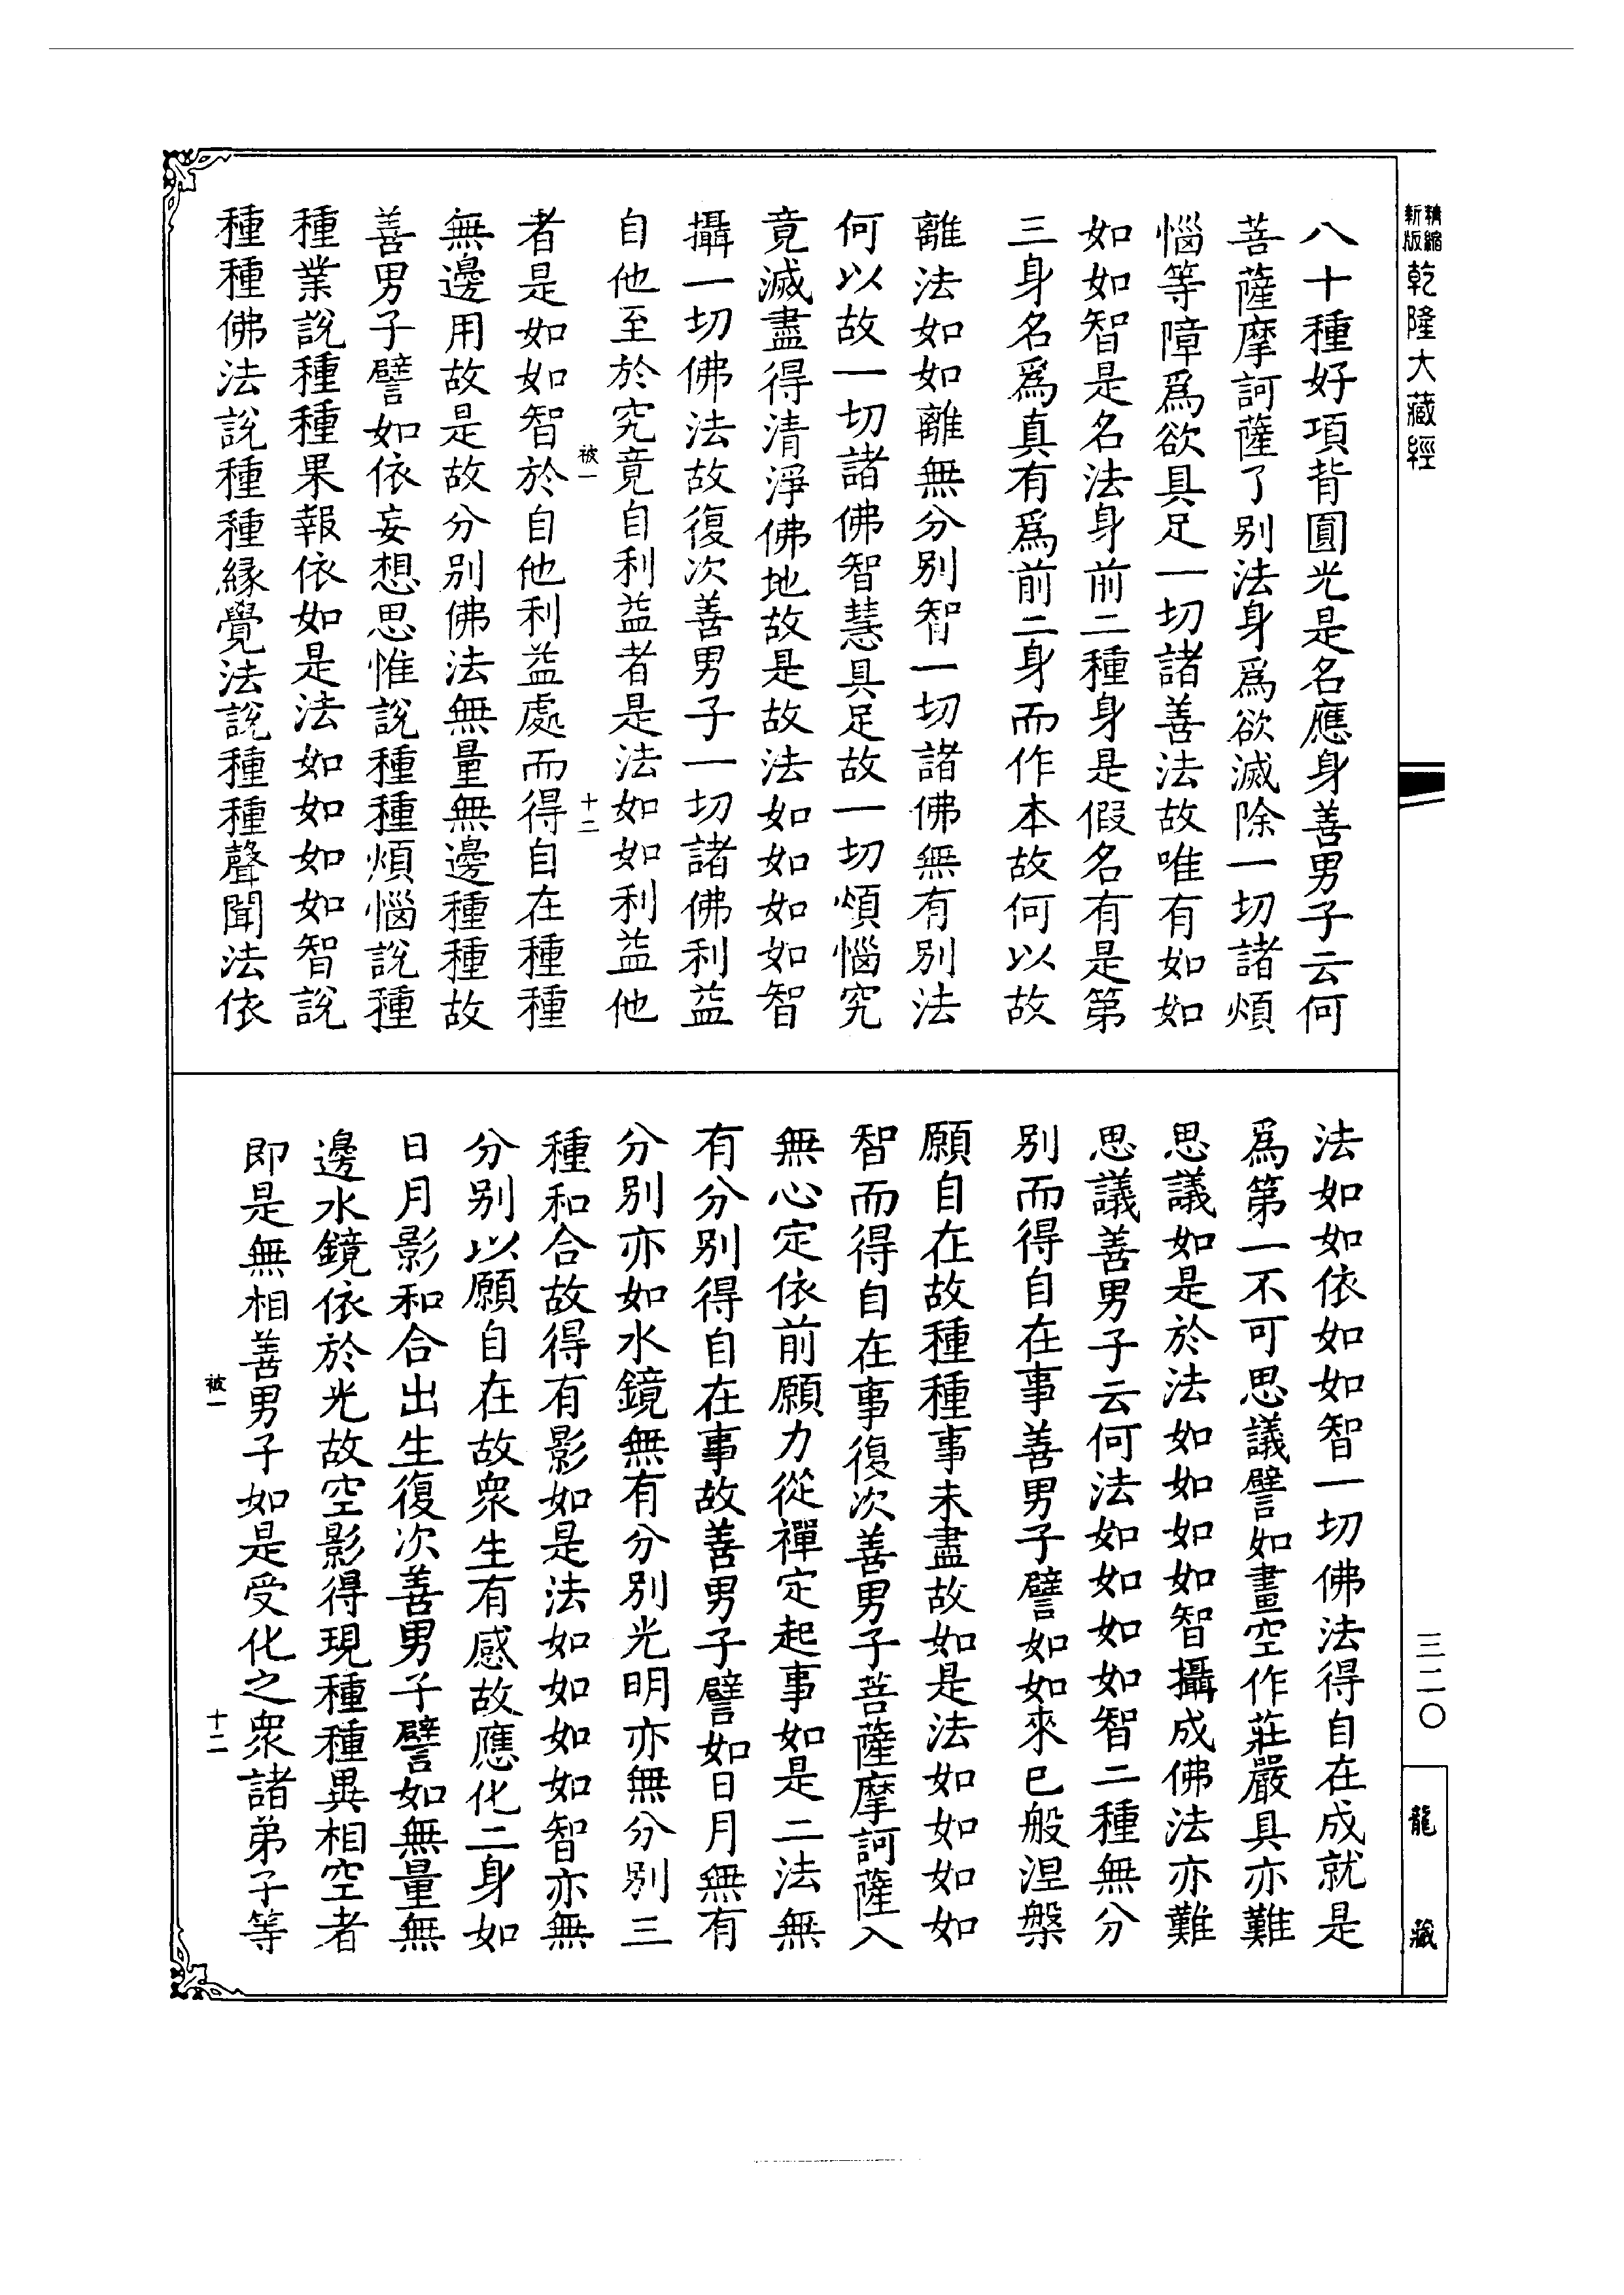 精縮新版乾隆大藏經
八十種好項背圓光是名應身善男子云何
菩薩摩訶薩了别法身爲欲滅除一切諸煩
惱等障爲欲具足一切諸善法故唯有如如
如如智是名法身前二種身是假名有是第
三身名爲真有爲前二身而作本故何以故
離法如如離無分别智一切諸佛無有别法
何以故一切諸佛智慧具足故一切煩惱究
竟滅盡得清淨佛地故是故法如如如如智
攝一切佛法故復次善男子一切諸佛利益
自他至於究竟自利益者是法如如利益他
被一
十二
者是如如智於自他利益處而得自在種種
無邊用故是故分别佛法無量無邊種種故
善男子譬如依妄想思惟說種種煩惱說種
種業說種種果報依如是法如如如如智說
種種佛法說種種緣覺法說種種聲聞法依
法如如依如如智一切佛法得自在成就是
爲第一不可思議譬如畫空作莊嚴具亦難
思議如是於法如如如如智攝成佛法亦難
思議善男子云何法如如如如智二種無分
别而得自在事善男子譬如如來已般涅槃
願自在故種種事未盡故如是法如如如如
智而得自在事復次善男子菩薩摩訶薩入
無心定依前願力從禪定起事如是二法無
有分别得自在事故善男子譬如日月無有
分别亦如水鏡無有分别光明亦無分别三
種和合故得有影如是法如如如如智亦無
分别以願自在故衆生有感故應化二身如
日月影和合出生復次善男子譬如無量無
邊水鏡依於光故空影得現種種異相空者
即是無相善男子如是受化之衆諸弟子等
被一
十二
三二〇
龍藏